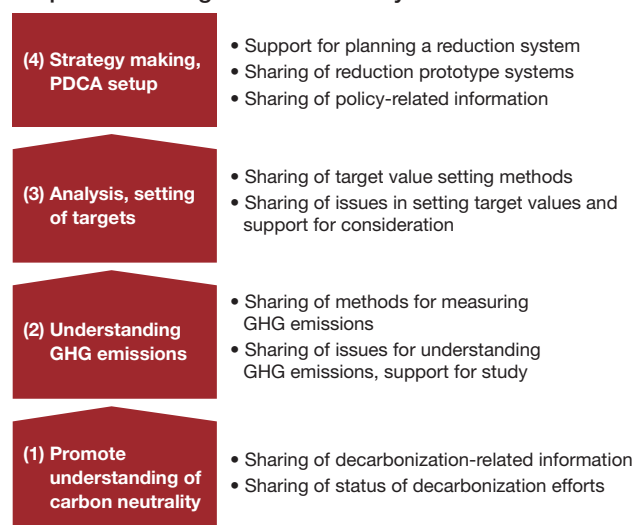 (4) Strategy making,
PDCA setup
• Support for planning a reduction system
• Sharing of reduction prototype systems
• Sharing of policy-related information
(3) Analysis, setting
of targets
• Sharing of target value setting methods
• Sharing of issues in setting target values and
support for consideration
(2) Understanding
GHG emissions
• Sharing of methods for measuring
GHG emissions
• Sharing of issues for understanding
GHG emissions, support for study
(1) Promote
understanding of
carbon neutrality
• Sharing of decarbonization-related information
• Sharing of status of decarbonization efforts